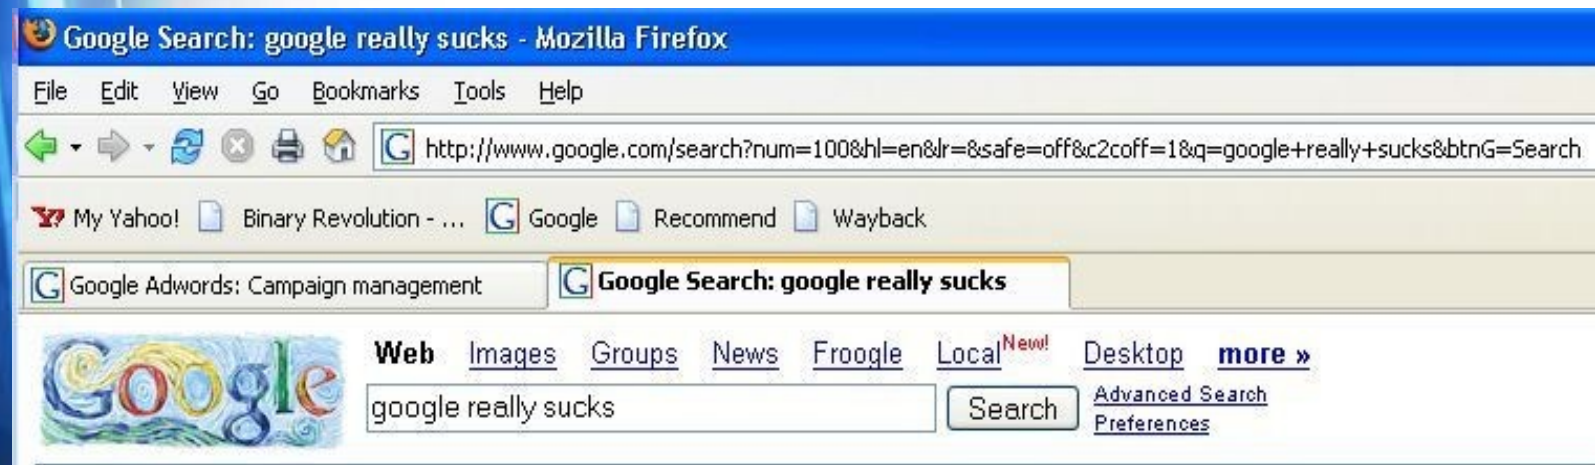 Google Search: google really sucks - Mozilla Firefox
File Edit View Go Bookmarks Tools Help
G http://www.google.com/search?num=100&hl=en&lr=&safe=off&c2coff=1&q=google+really+sucks&btnG=Search
Y! My Yahoo! Binary Revolution - ... G Google Recommend Wayback
G Google Adwords: Campaign management G Google Search: google really sucks
Google Web Images Groups News Froogle Local New! Desktop more »
google really sucks Search Advanced Search
Preferences